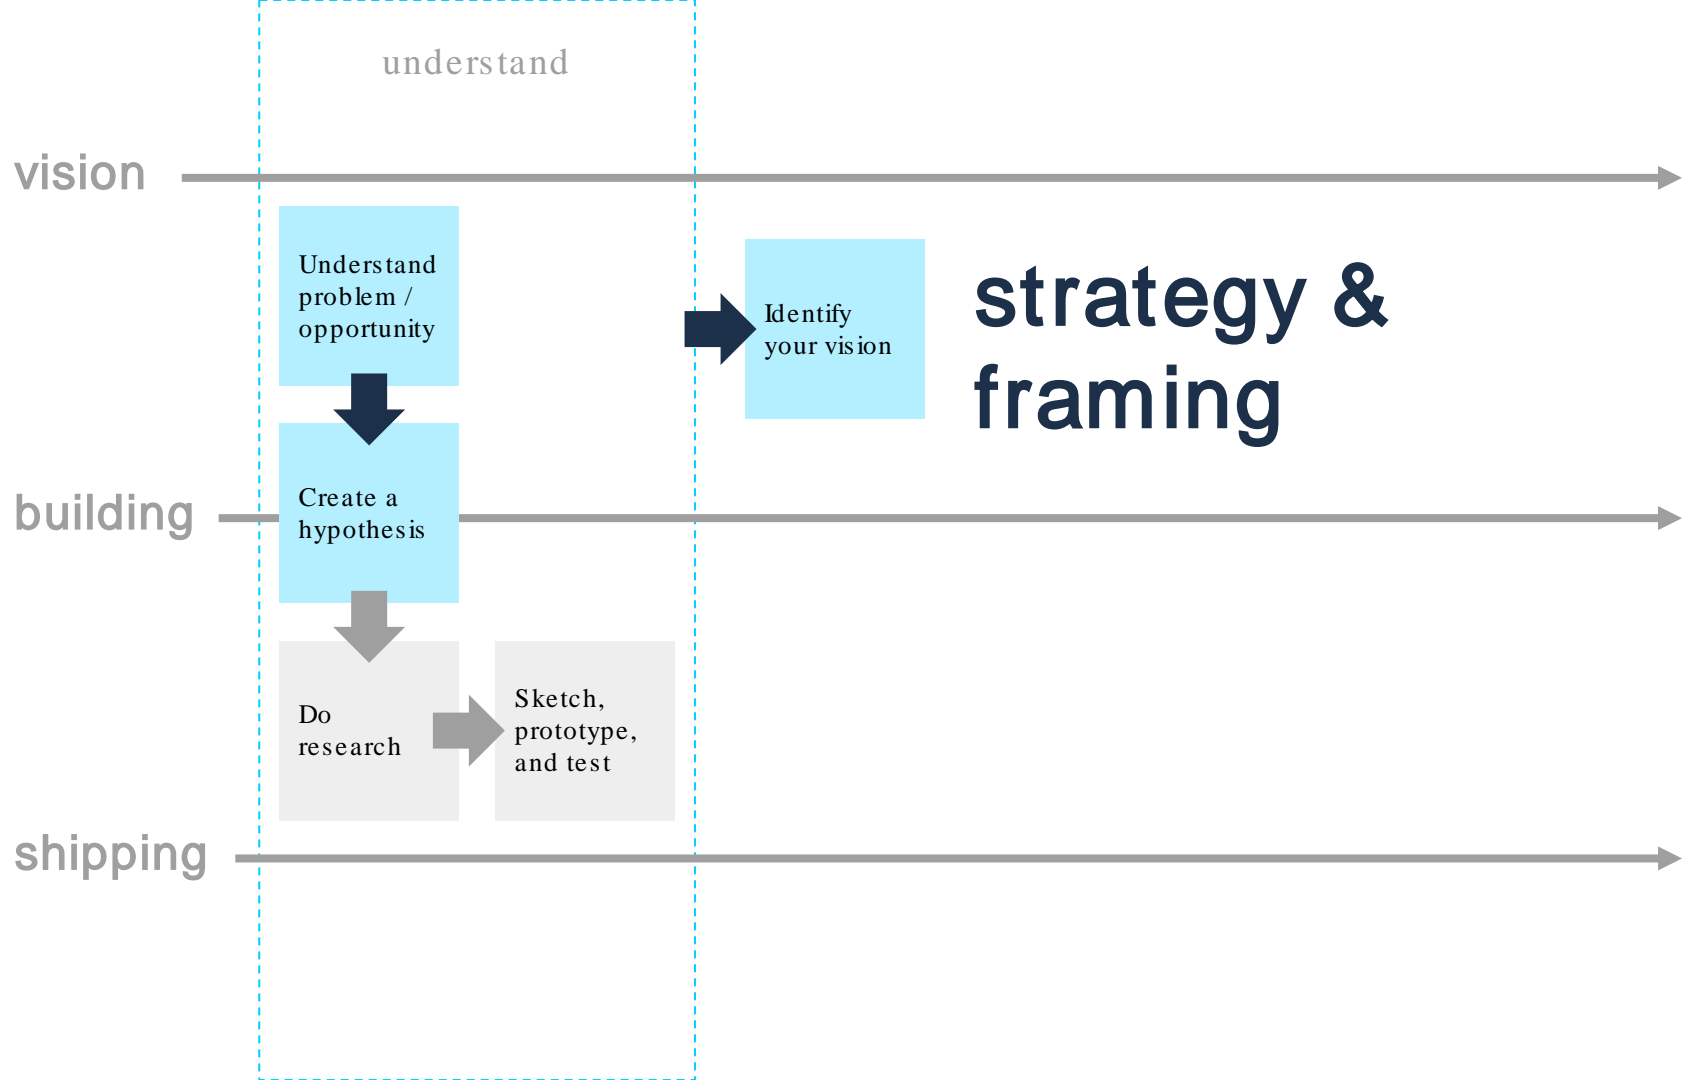 understand
vision
Understand
problem /
opportunity
Identify
your vision
strategy &
framing
building
Create a
hypothesis
Do
research
Sketch,
prototype,
and test
shipping